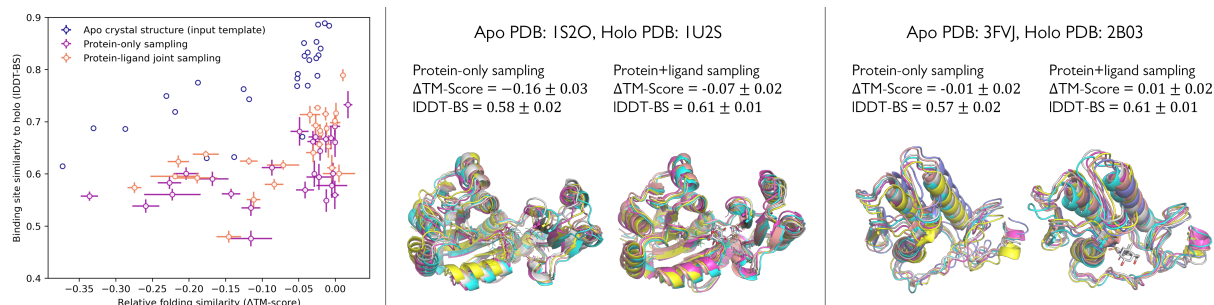 0.9
0.8
0.7
0.6
0.5
0.4
Binding site similarity to holo (lDDT-BS)
Apo crystal structure (input template)
Protein-only sampling
Protein-ligand joint sampling
−0.35 −0.30 −0.25 −0.20 −0.15 −0.10 −0.05 0.00
Relative folding similarity (ΔTM-score)
Apo PDB: 1S2O, Holo PDB: 1U2S
Protein-only sampling
ΔTM-Score = −0.16 ± 0.03
lDDT-BS = 0.58 ± 0.02
Protein+ligand sampling
ΔTM-Score = -0.07 ± 0.02
lDDT-BS = 0.61 ± 0.01
Apo PDB: 3FVJ, Holo PDB: 2B03
Protein-only sampling
ΔTM-Score = -0.01 ± 0.02
lDDT-BS = 0.57 ± 0.02
Protein+ligand sampling
ΔTM-Score = 0.01 ± 0.02
lDDT-BS = 0.61 ± 0.01